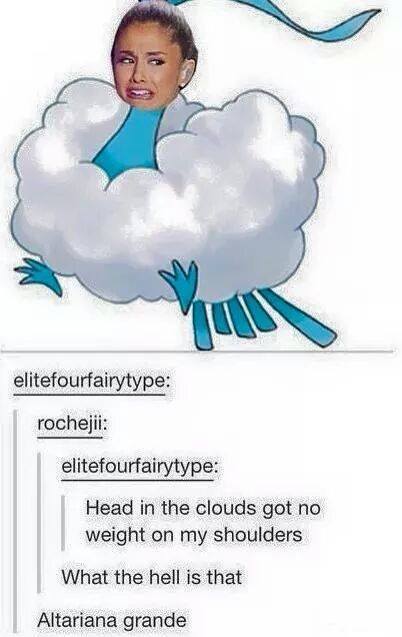 elitefourfairytype:
rochejii:
elitefourfairytype:
Head in the clouds got no
weight on my shoulders
What the hell is that
Altariana grande